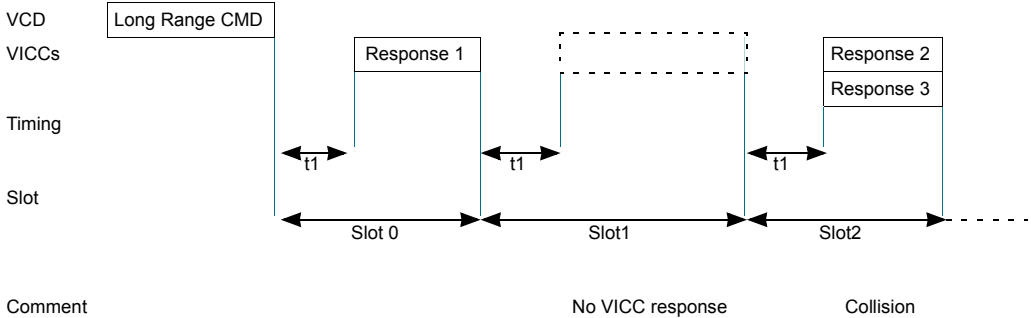 VCD
Long Range CMD
VICCs
Response 1
Response 2
Response 3
Timing
t1
t1
t1
Slot
Slot 0
Slot1
Slot2
Comment
No VICC response
Collision